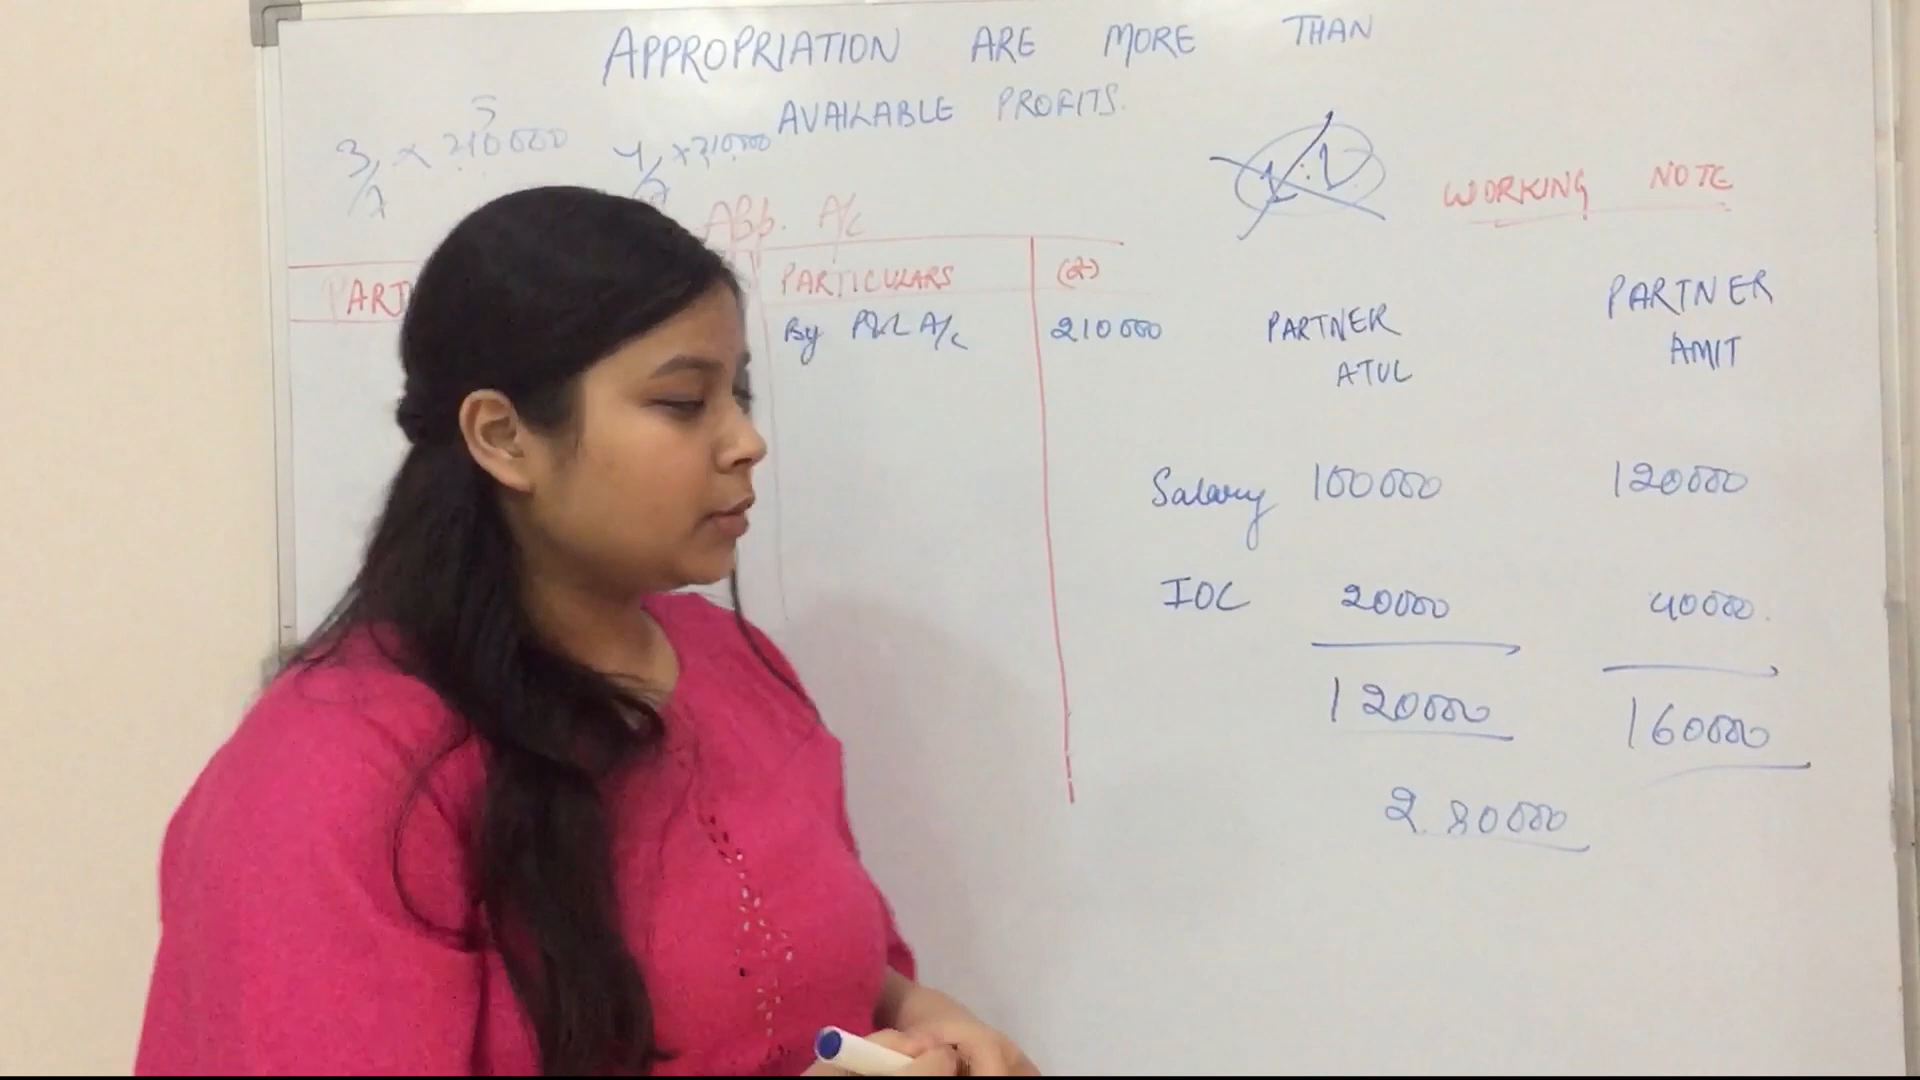 APPROPRIATION ARE MORE THAN
AVAILABLE PROFITS.
5
3/7 × 210000 4/7 × 210000
App. A/c
PARTICULARS (₹)
By P&L A/c 210000
WORKING NOTE
PARTNER ATUL
PARTNER AMIT
Salary 100000 120000
IOC 20000 40000.
120000 160000
280000